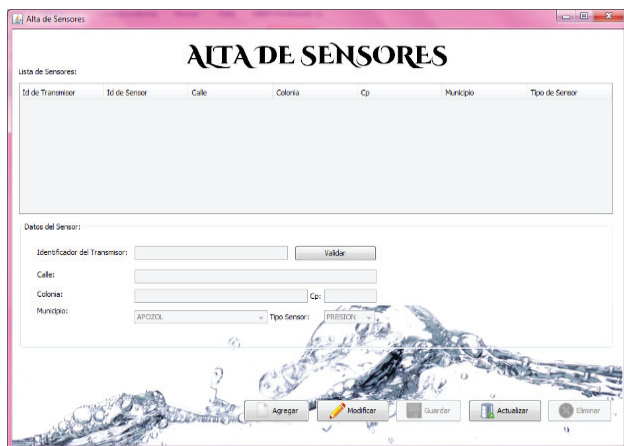 Alta de Sensores
ALTA DE SENSORES
Lista de Sensores:
Id de Transmisor Id de Sensor Calle Colonia Cp Municipio Tipo de Sensor
Datos del Sensor:
Identificador del Transmisor: Validar
Calle:
Colonia: Cp:
Municipio: APOZOL Tipo Sensor: PRESION
Agregar Modificar Guardar Actualizar Eliminar